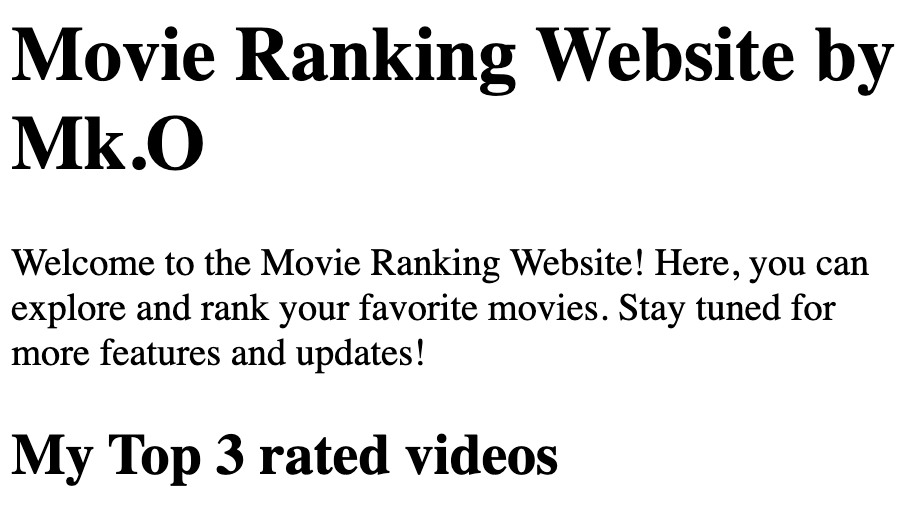 Movie Ranking Website by
Mk.O
Welcome to the Movie Ranking Website! Here, you can
explore and rank your favorite movies. Stay tuned for
more features and updates!
My Top 3 rated videos